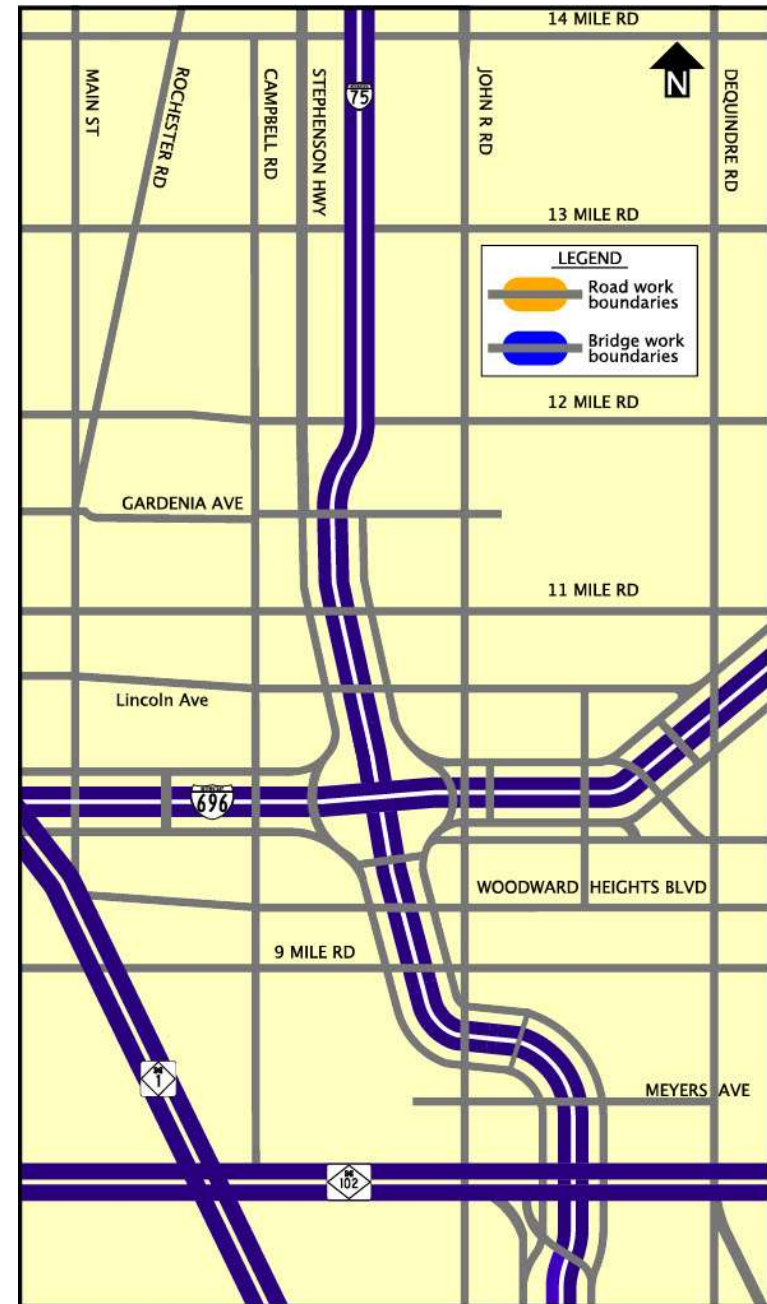 14 MILE RD
MAIN ST
ROCHESTER RD
CAMPBELL RD
STEPHENSON HWY
75
JOHN R RD
N
DEQUINDRE RD
13 MILE RD
LEGEND
Road work
boundaries
Bridge work
boundaries
12 MILE RD
GARDENIA AVE
11 MILE RD
Lincoln Ave
696
WOODWARD HEIGHTS BLVD
9 MILE RD
M
1
MEYERS AVE
M
102